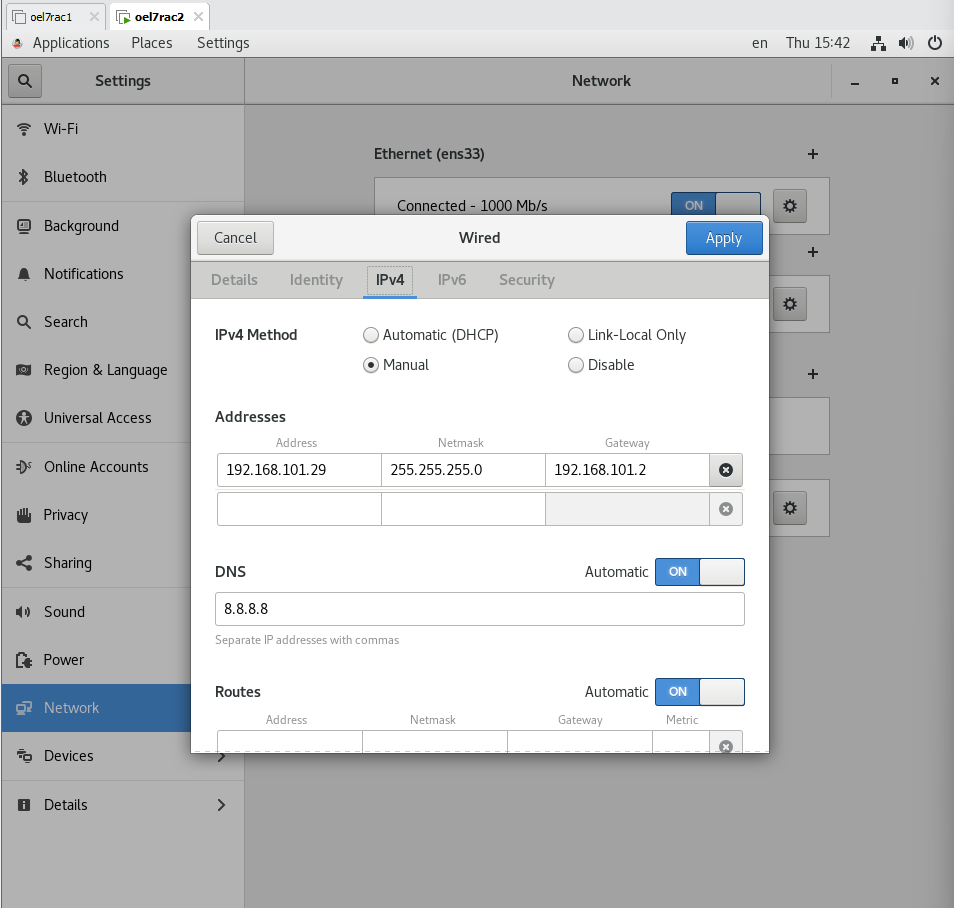 oel7rac1 oel7rac2
Applications Places Settings en Thu 15:42
Settings Network
Wi-Fi
Bluetooth
Background
Notifications
Search
Region & Language
Universal Access
Online Accounts
Privacy
Sharing
Sound
Power
Network
Devices
Details
Ethernet (ens33)
Connected - 1000 Mb/s ON
Cancel Wired Apply
Details Identity IPv4 IPv6 Security
IPv4 Method Automatic (DHCP) Link-Local Only
Manual Disable
Addresses
Address Netmask Gateway
192.168.101.29 255.255.255.0 192.168.101.2
DNS Automatic ON
8.8.8.8
Separate IP addresses with commas
Routes Automatic ON
Address Netmask Gateway Metric